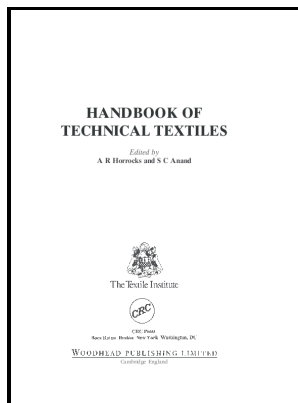 HANDBOOK OF
TECHNICAL TEXTILES
Edited by
A R Horrocks and S C Anand
The Textile Institute
CRC
CRC Press
Boca Raton Boston New York Washington, DC
WOODHEAD PUBLISHING LIMITED
Cambridge England